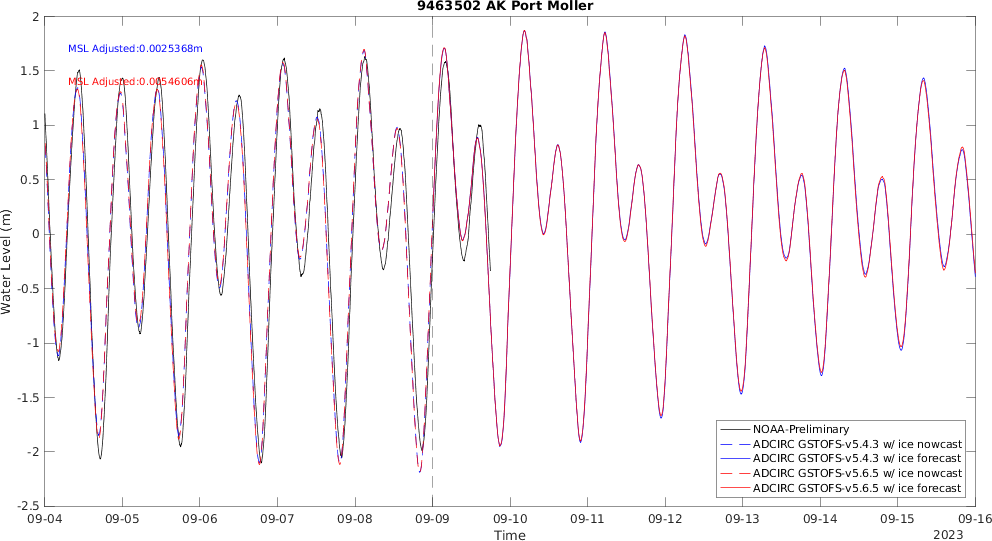 9463502 AK Port Moller
MSL Adjusted:0.0025368m
MSL Adjusted:0.0054606m
Water Level (m)
2
1.5
1
0.5
0
-0.5
-1
-1.5
-2
-2.5
NOAA-Preliminary
ADCIRC GSTOFS-v5.4.3 w/ ice nowcast
ADCIRC GSTOFS-v5.4.3 w/ ice forecast
ADCIRC GSTOFS-v5.6.5 w/ ice nowcast
ADCIRC GSTOFS-v5.6.5 w/ ice forecast
09-04 09-05 09-06 09-07 09-08 09-09 09-10 09-11 09-12 09-13 09-14 09-15 09-16
Time
2023